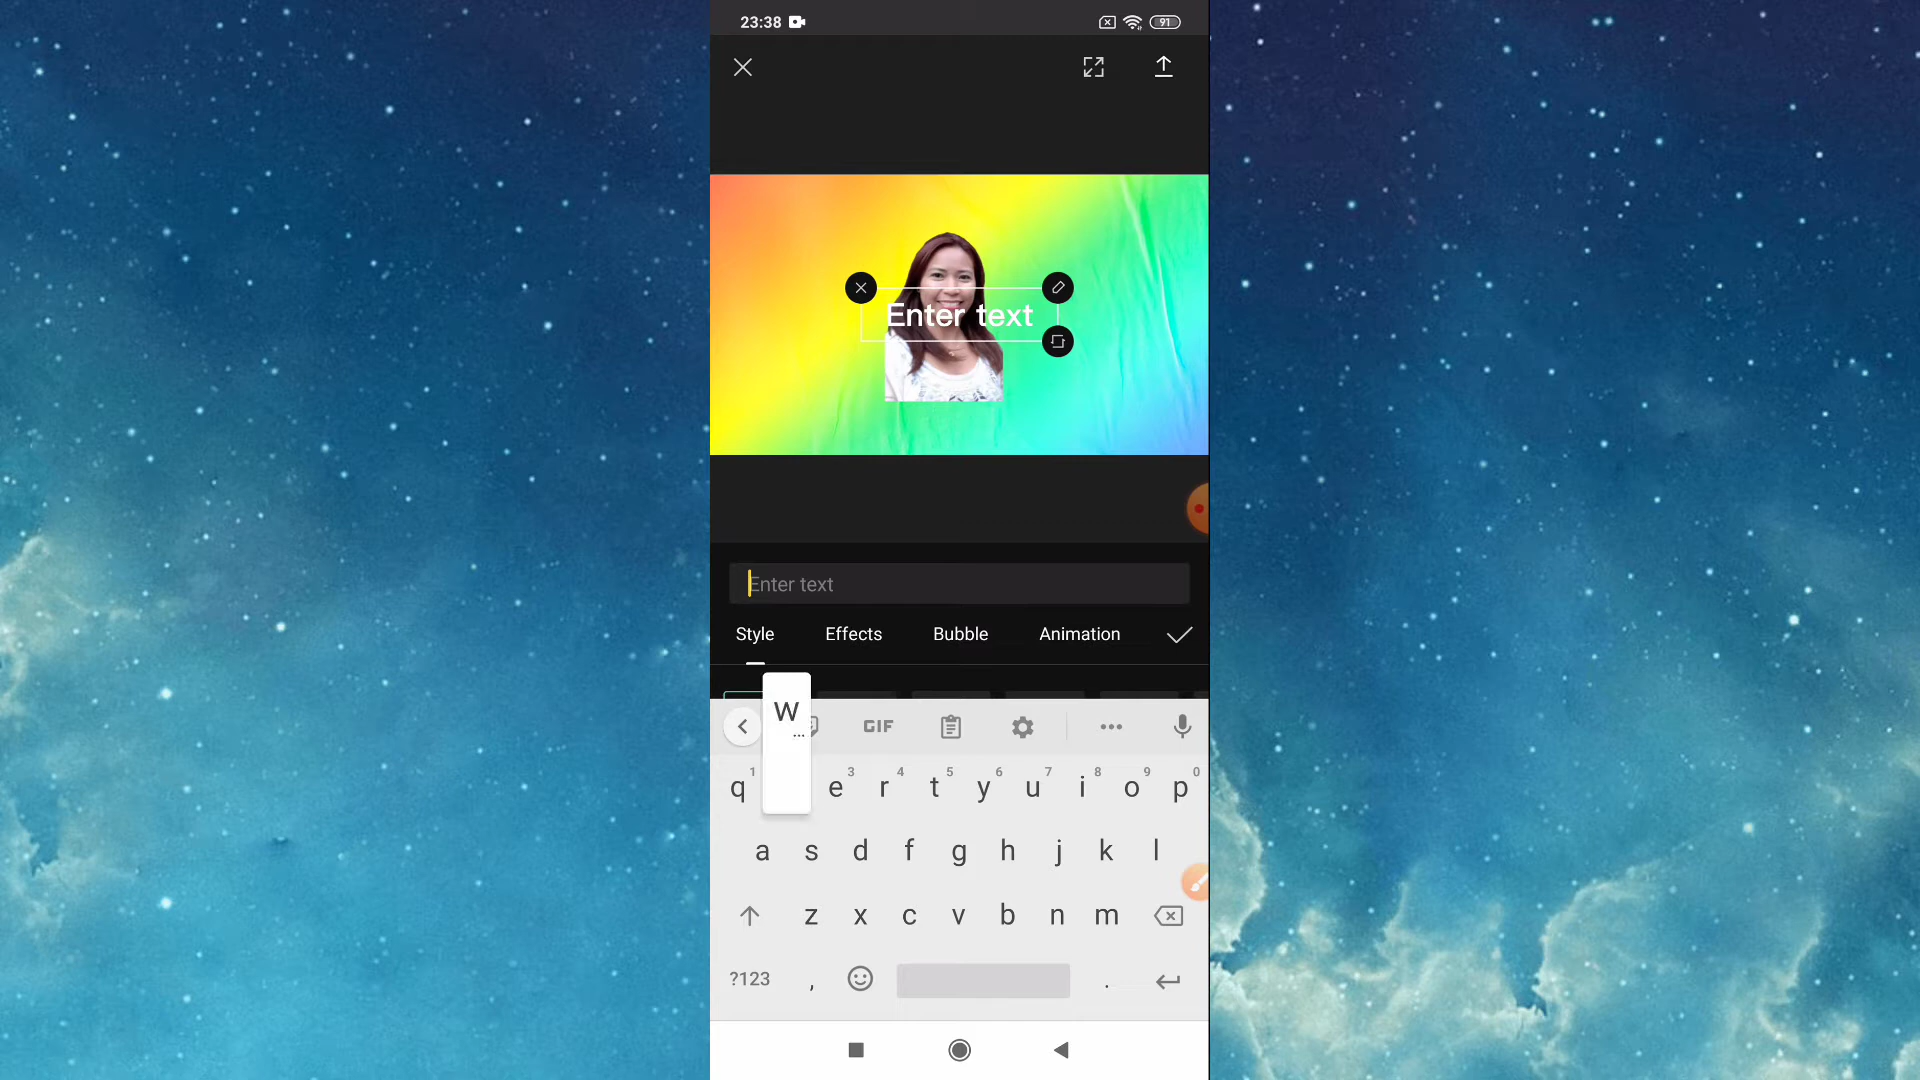 23:38
91
Enter text
Enter text
Style Effects Bubble Animation
W
...
GIF
q 1 e 3 r 4 t 5 y 6 u 7 i 8 o 9 p 0
a s d f g h j k l
z x c v b n m
?123 , .